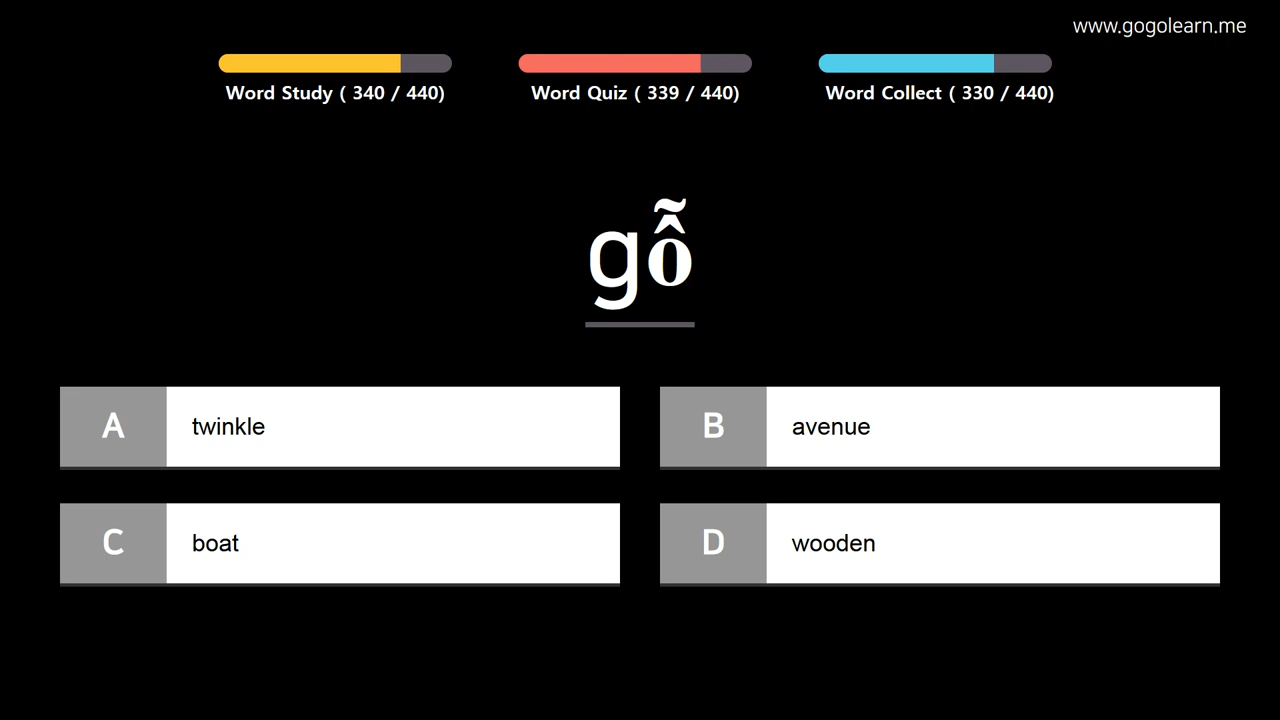 www.gogolearn.me
Word Study ( 340 / 440)
Word Quiz ( 339 / 440)
Word Collect ( 330 / 440)
gỗ
A twinkle
B avenue
C boat
D wooden